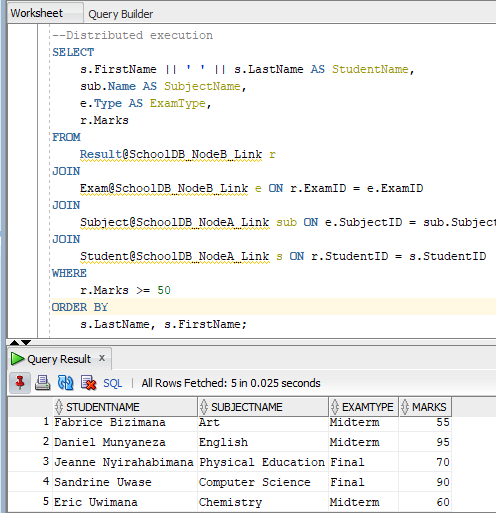 Worksheet Query Builder
--Distributed execution
SELECT
s.FirstName || ' ' || s.LastName AS StudentName,
sub.Name AS SubjectName,
e.Type AS ExamType,
r.Marks
FROM
Result@SchoolDB_NodeB_Link r
JOIN
Exam@SchoolDB_NodeB_Link e ON r.ExamID = e.ExamID
JOIN
Subject@SchoolDB_NodeA_Link sub ON e.SubjectID = sub.Subject
JOIN
Student@SchoolDB_NodeA_Link s ON r.StudentID = s.StudentID
WHERE
r.Marks >= 50
ORDER BY
s.LastName, s.FirstName;
Query Result x
SQL | All Rows Fetched: 5 in 0.025 seconds
STUDENTNAME SUBJECTNAME EXAMTYPE MARKS
1 Fabrice Bizimana Art Midterm 55
2 Daniel Munyaneza English Midterm 95
3 Jeanne Nyirahabimana Physical Education Final 70
4 Sandrine Uwase Computer Science Final 90
5 Eric Uwimana Chemistry Midterm 60